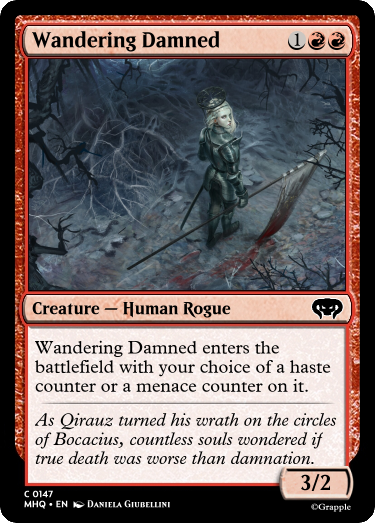 Wandering Damned 1
Creature — Human Rogue
Wandering Damned enters the
battlefield with your choice of a haste
counter or a menace counter on it.
As Qirauz turned his wrath on the circles
of Bocacius, countless souls wondered if
true death was worse than damnation.
3/2
C 0147
MHQ • EN Daniela Giubellini
©Grapple